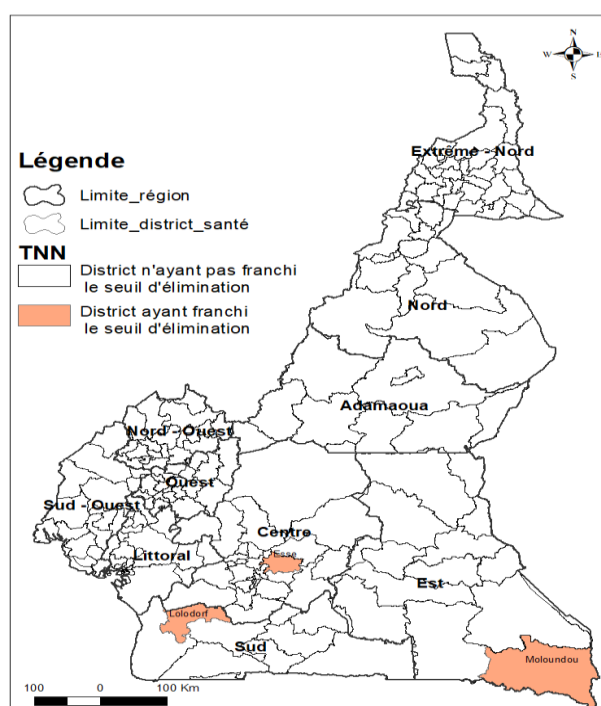 N
W
S
Extrême - Nord
Légende
Limite_région
Limite_district_santé
TNN
District n'ayant pas franchi
le seuil d'élimination
District ayant franchi
le seuil d'élimination
Nord
Adamaoua
Nord - Ouest
Ouest
Sud - Ouest
Centre
Littoral
Esse
Est
Lolodorf
Sud
Moloundou
100 0 100 Km